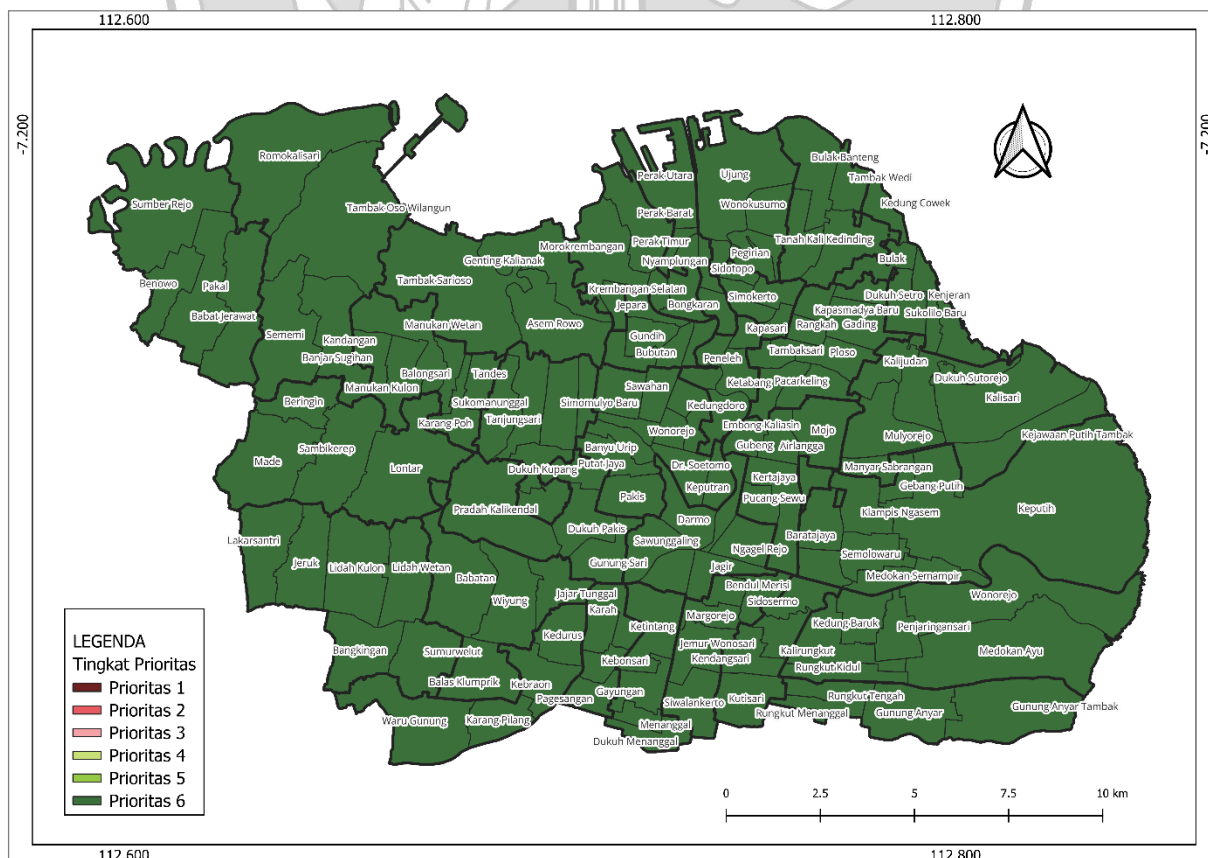 112.600 112.800
-7.200 -7.200
Bulak Banteng
Romokalisari
Perak Utara Ujung
Tambak Wedi
Sumber Rejo Tambak Oso Wilangun Wonokusumo Kedung Cowek
Perak Barat
Morokrembangan Perak Timur Tanah Kali Kedinding
Genting Kalianak Nyamplungan Pegirian Bulak
Sidotopo
Benowo Pakal Tambak Sarioso Krembangan Selatan Simokerto Dukuh Setro Kenjeran
Jepara Bongkaran Kapasmadya Baru Sukolilo Baru
Babat Jerawat Manukan Wetan Asem Rowo Kapasari Rangkah Gading
Sememi Kandangan Gundih
Banjar Sugihan Bubutan Peneleh Tambaksari Ploso Kalijudan
Manukan Kulon Balongsari Tandes Sawahan Ketabang Pacarkeling Dukuh Sutorejo
Beringin Sukomanunggal Simomulyo Baru Kedungdoro Kalisari
Karang Poh Tanjungsari Wonorejo Embong Kaliasin Mojo Mulyorejo Kejawaan Putih Tambak
Sambikerep Banyu Urip Gubeng Airlangga
Made Lontar Dukuh Kupang Putat Jaya Dr. Soetomo Kertajaya Manyar Sabrangan
Keputran Gebang Putih
Pradah Kalikendal Pakis Pucang Sewu Klampis Ngasem Keputih
Dukuh Pakis Darmo
Lakarsantri Sawunggaling Baratajaya
Jeruk Lidah Kulon Lidah Wetan Gunung Sari Ngagel Rejo Semolowaru
Babatan Jagir Medokan Semampir
Wiyung Jajar Tunggal Bendul Merisi Wonorejo
Karah Sidosermo
Kedurus Ketintang Margorejo Kedung Baruk Penjaringansari
Bangkingan Sumurwelut Jemur Wonosari Kalirungkut Medokan Ayu
Kebonsari Kendangsari Rungkut Kidul
Balas Klumprik Kebraon
Pagesangan Gayungan Siwalankerto Kutisari Rungkut Tengah Gunung Anyar Tambak
Waru Gunung Karang Pilang Menanggal Rungkut Menanggal Gunung Anyar
Dukuh Menanggal
LEGENDA
Tingkat Prioritas
Prioritas 1
Prioritas 2
Prioritas 3
Prioritas 4
Prioritas 5
Prioritas 6
0 2.5 5 7.5 10 km
112.600 112.800